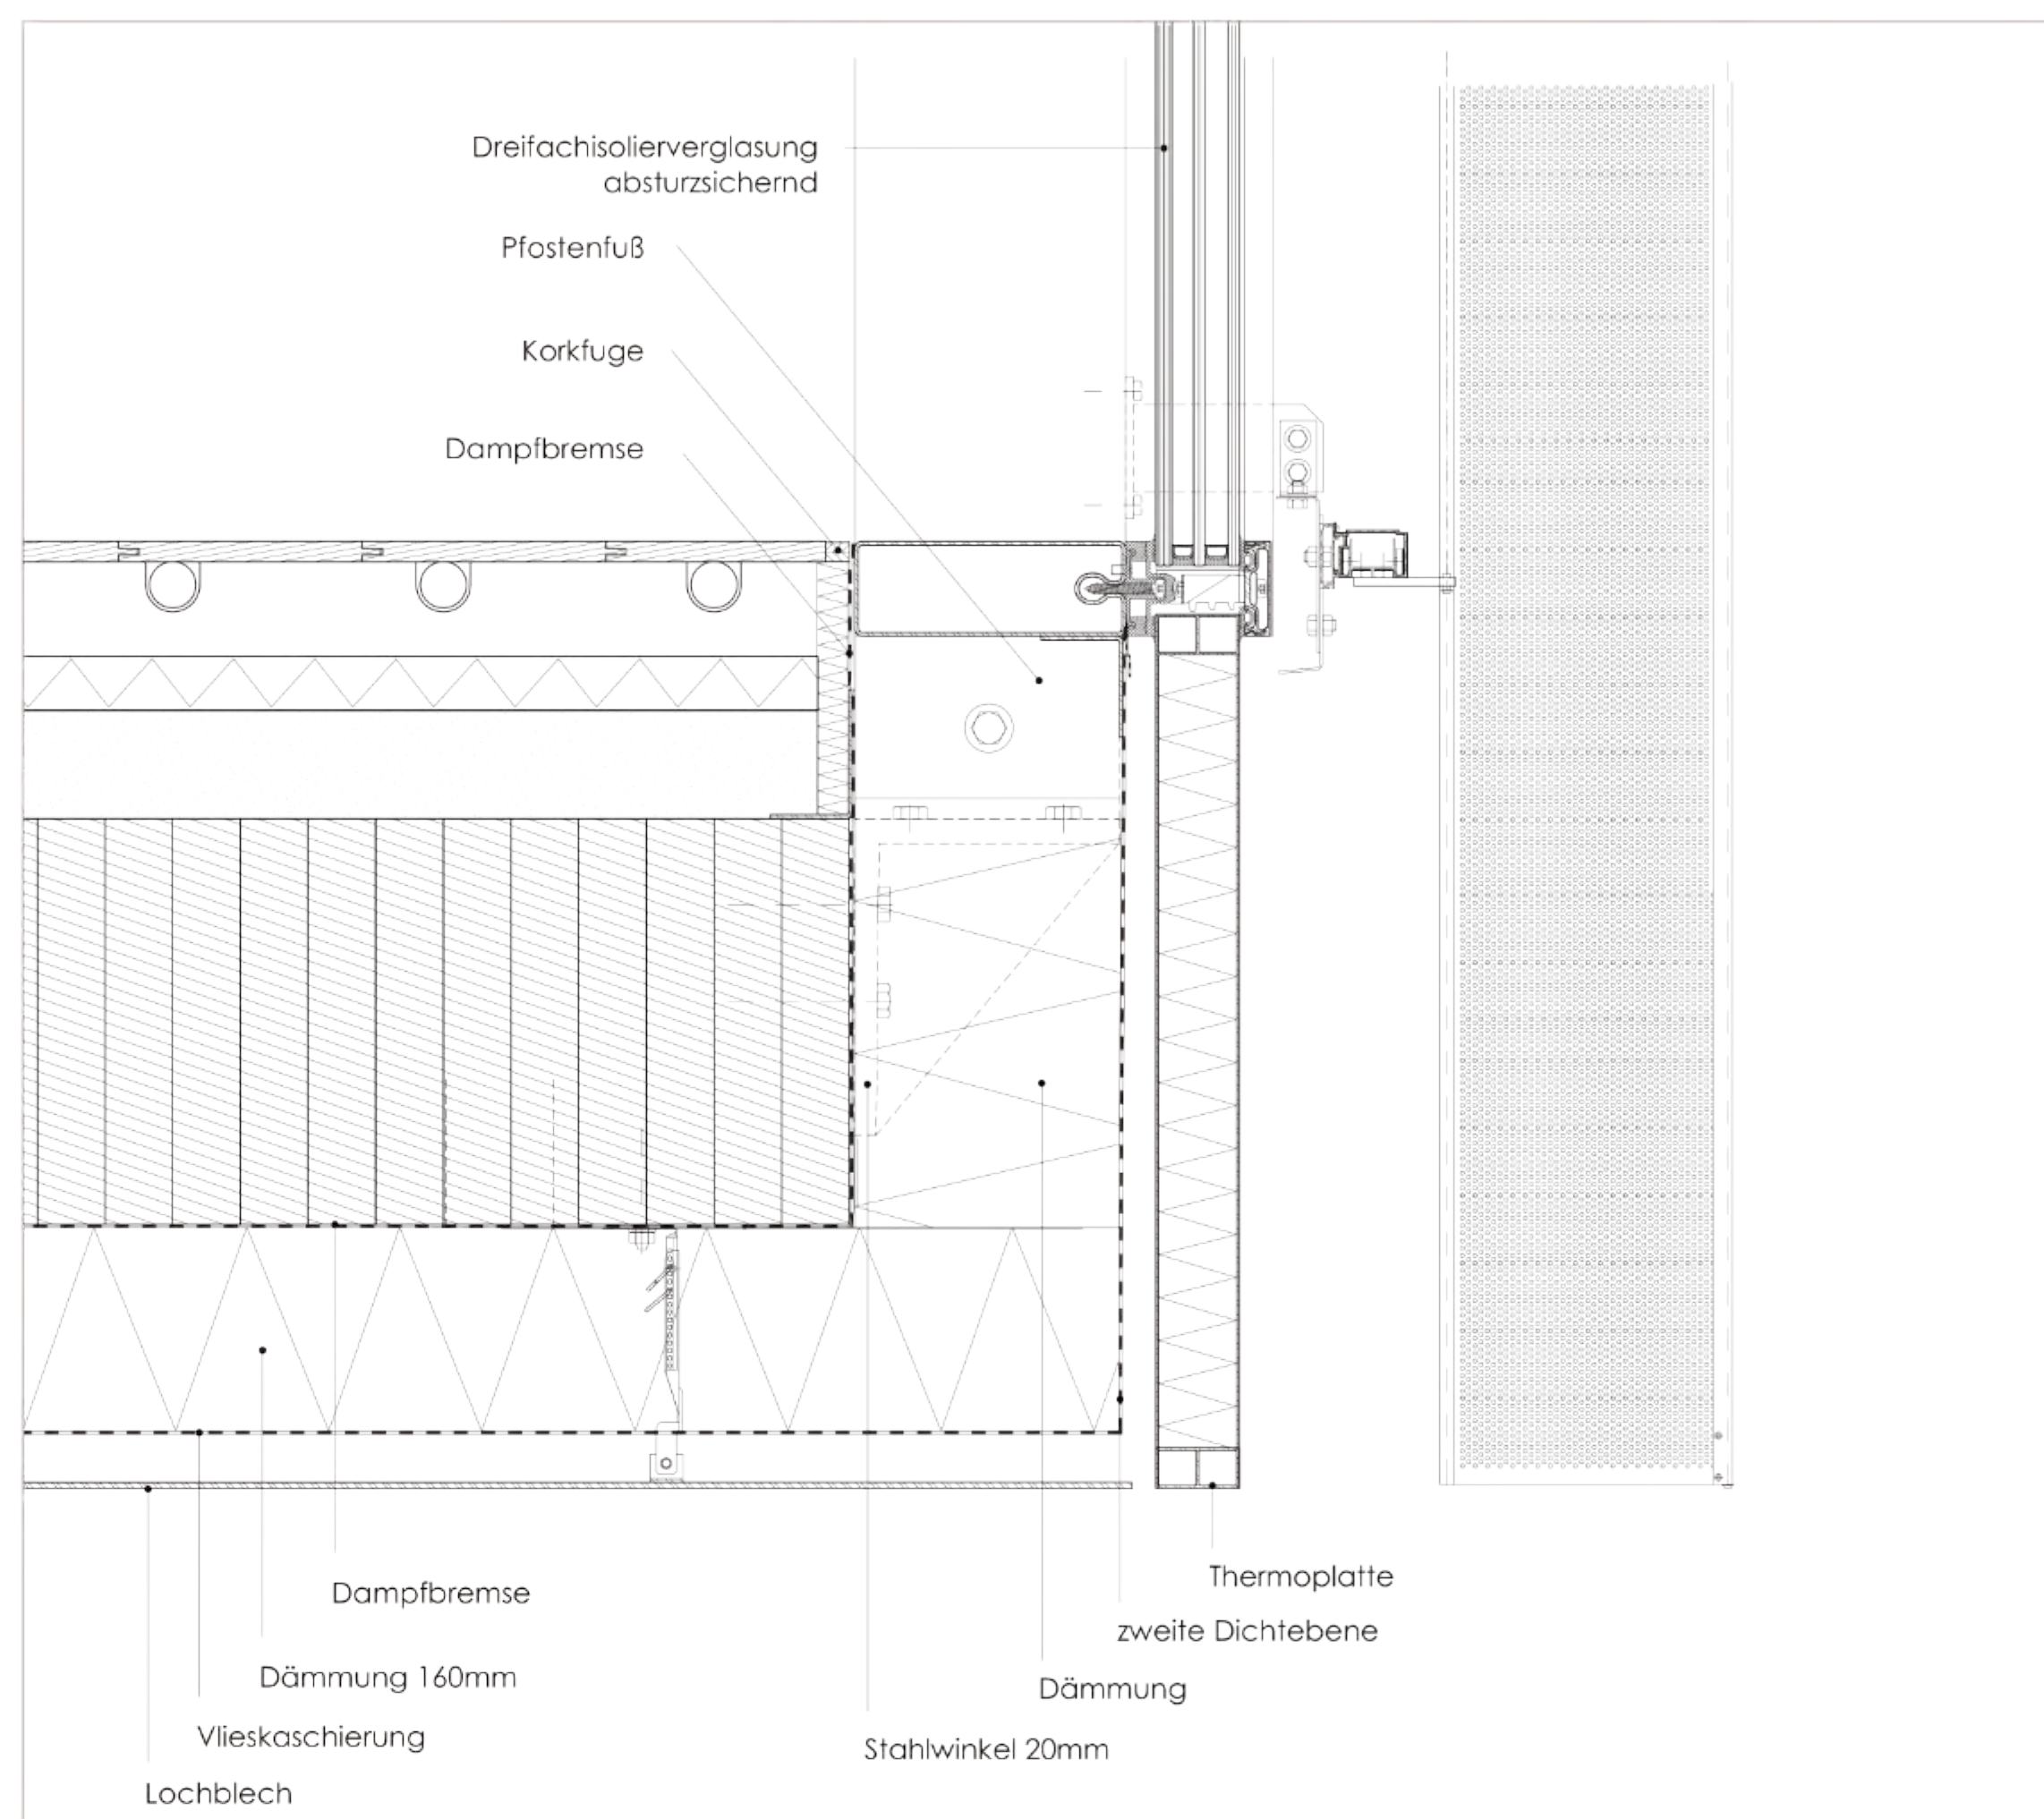 Dreifachisolierverglasung
absturzsichernd
Pfostenfuß
Korkfuge
Dampfbremse
Thermoplatte
Dampfbremse
zweite Dichtebene
Dämmung 160mm
Dämmung
Vlieskaschierung
Stahlwinkel 20mm
Lochblech